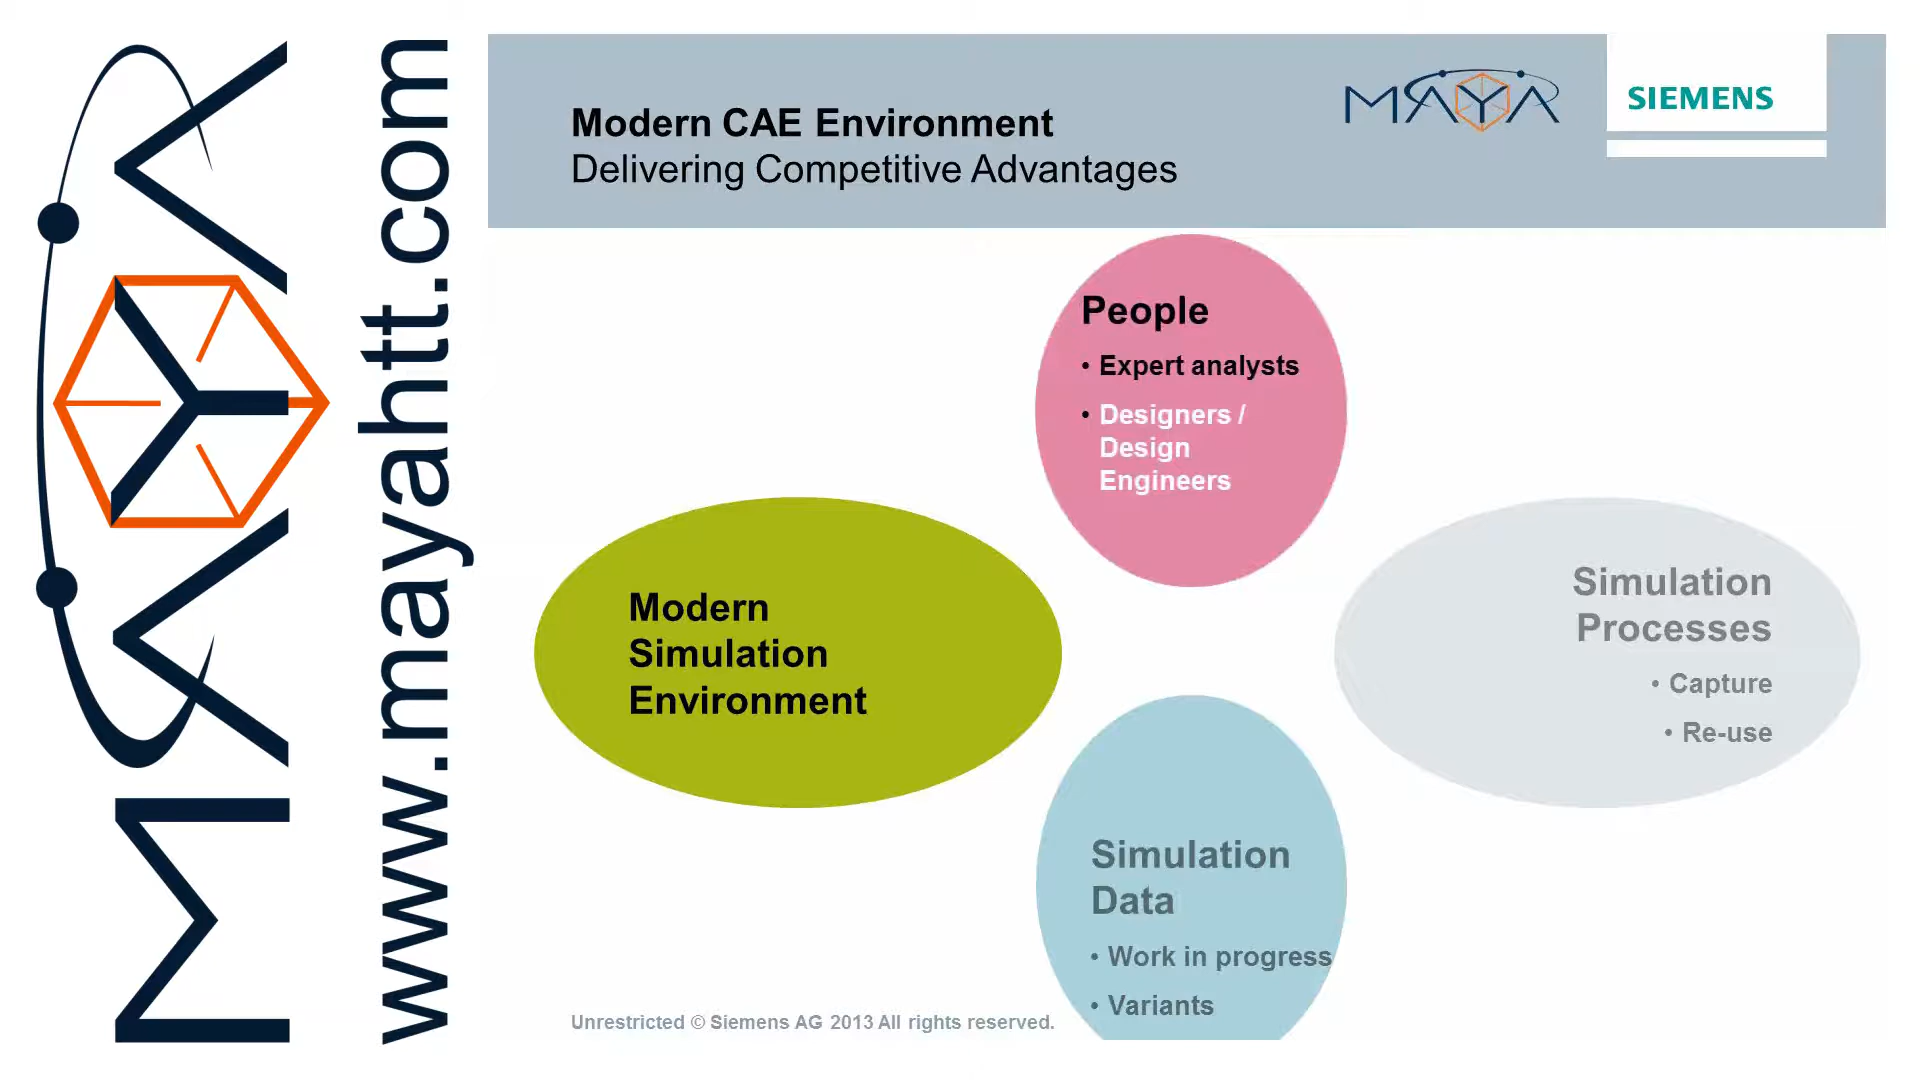 MAYA
www.mayahtt.com
Modern CAE Environment
Delivering Competitive Advantages
MAYA
SIEMENS
People
• Expert analysts
• Designers /
Design
Engineers
Modern
Simulation
Environment
Simulation
Processes
• Capture
• Re-use
Simulation
Data
• Work in progress
• Variants
Unrestricted © Siemens AG 2013 All rights reserved.